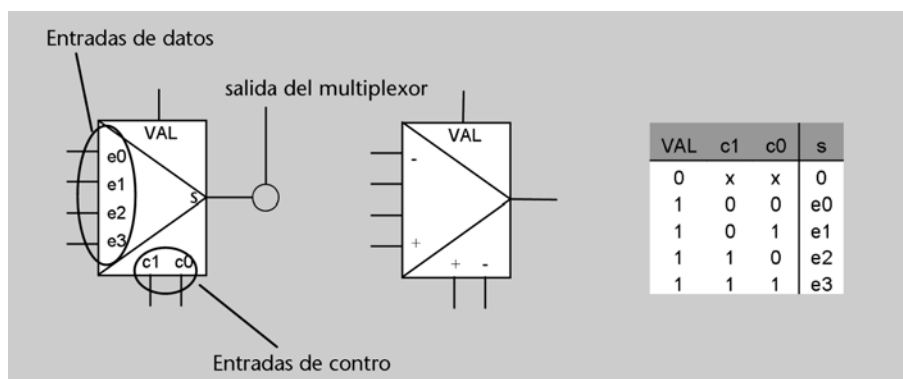 Entradas de datos
salida del multiplexor
VAL
e0
e1
e2
e3
s
c1 c0
Entradas de contro
VAL
-
+
+ -
VAL c1 c0 s
0 x x 0
1 0 0 e0
1 0 1 e1
1 1 0 e2
1 1 1 e3